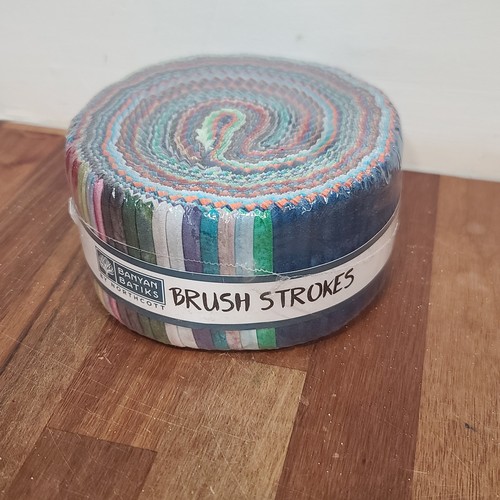 BANYAN
BATIKS
BY NORTHCOTT
BRUSH STROKES